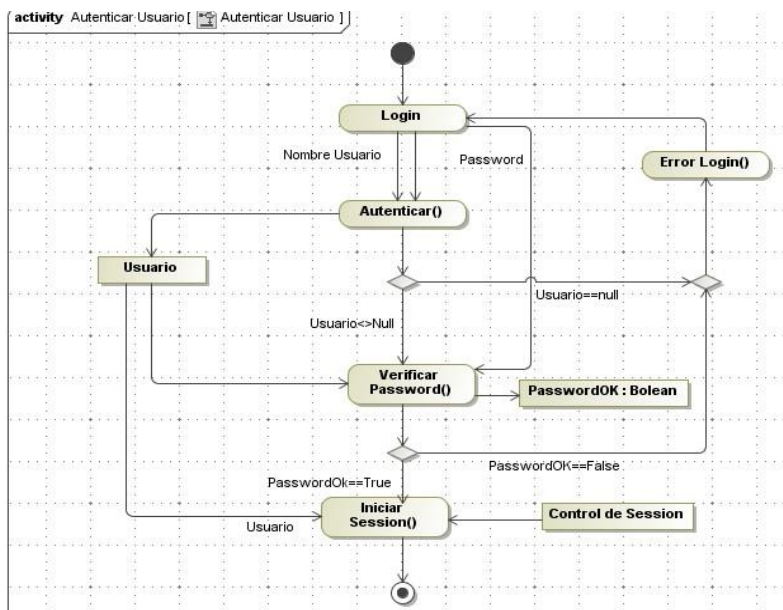 activity Autenticar Usuario [ Autenticar Usuario ]
Login
Nombre Usuario
Password
Error Login()
Autenticar()
Usuario
Usuario==null
Usuario<>Null
Verificar
Password()
PasswordOK : Bolean
PasswordOK==False
PasswordOk==True
Iniciar
Session()
Control de Session
Usuario